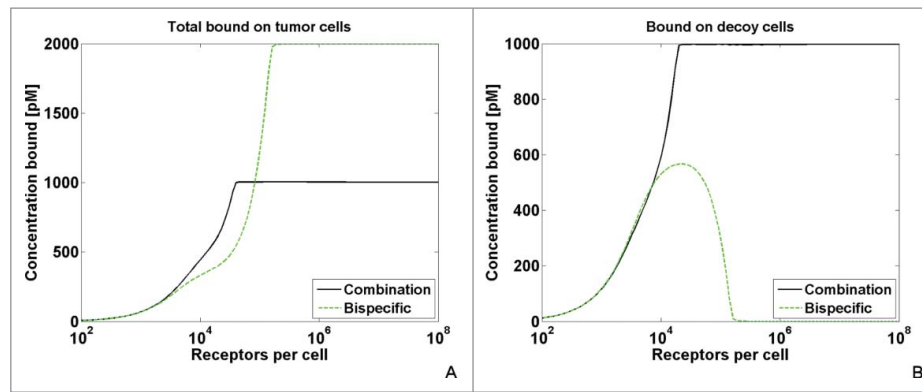 Total bound on tumor cells
2000
1500
1000
500
0
Concentration bound [pM]
Combination
Bispecific
10^2
10^4
10^6
10^8
Receptors per cell
A
Bound on decoy cells
1000
800
600
400
200
0
Concentration bound [pM]
Combination
Bispecific
10^2
10^4
10^6
10^8
Receptors per cell
B